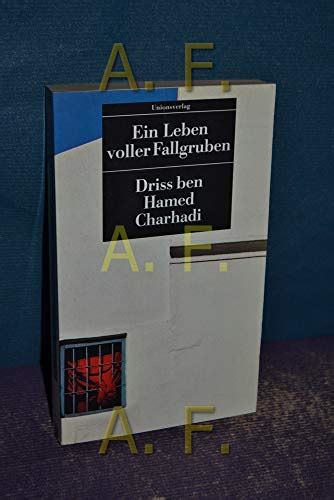 A. F.
Unionsverlag
Ein Leben
voller Fallgruben
Driss ben
Hamed
Charhadi
A. F.
A. F.
A. F.